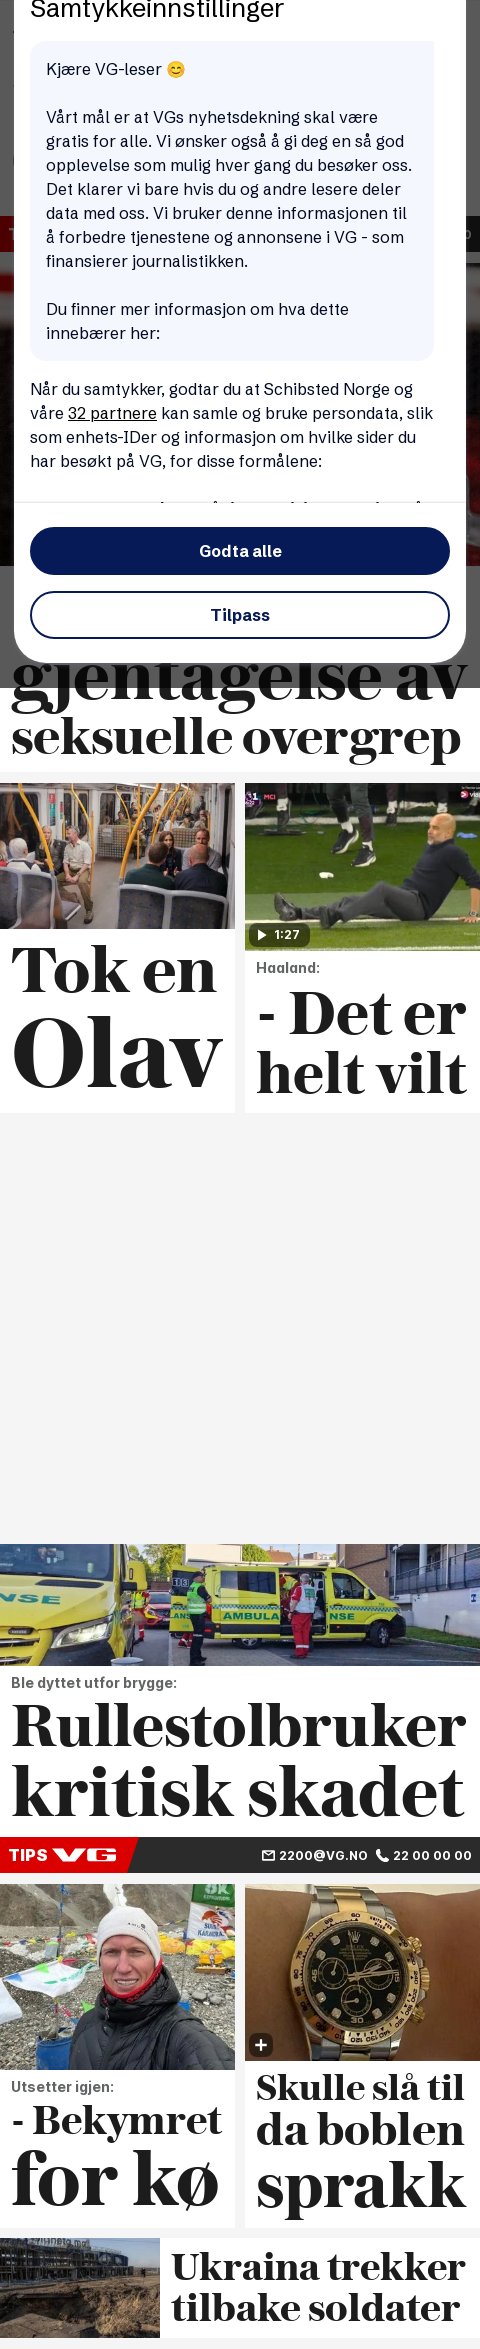 Samtykkeinnstillinger
Kjære VG-leser 😊
Vårt mål er at VGs nyhetsdekning skal være
gratis for alle. Vi ønsker også å gi deg en så god
opplevelse som mulig hver gang du besøker oss.
Det klarer vi bare hvis du og andre lesere deler
data med oss. Vi bruker denne informasjonen til
å forbedre tjenestene og annonsene i VG - som
finansierer journalistikken.
Du finner mer informasjon om hva dette
innebærer her:
Når du samtykker, godtar du at Schibsted Norge og
våre 32 partnere kan samle og bruke persondata, slik
som enhets-IDer og informasjon om hvilke sider du
har besøkt på VG, for disse formålene:
Godta alle
Tilpass
gjentagelse av
seksuelle overgrep
MCI
1:27
Tok en
Olav
Haaland:
- Det er
helt vilt
AMBULANSE
Ble dyttet utfor brygge:
Rullestolbruker
kritisk skadet
TIPS VG
2200@VG.NO 22 00 00 00
8K
Utsetter igjen:
- Bekymret
for kø
Skulle slå til
da boblen
sprakk
Ukraina trekker
tilbake soldater